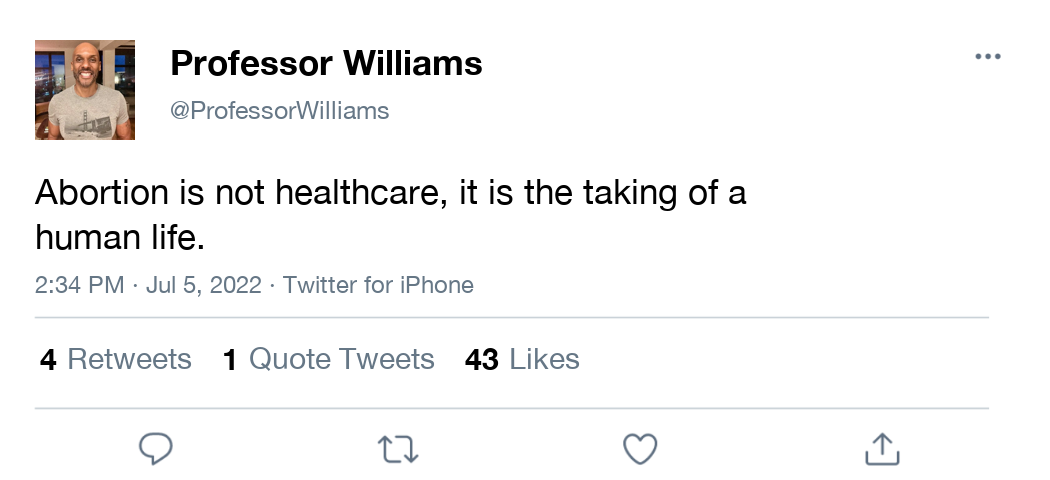 Professor Williams
@ProfessorWilliams
Abortion is not healthcare, it is the taking of a
human life.
2:34 PM · Jul 5, 2022 · Twitter for iPhone
4 Retweets 1 Quote Tweets 43 Likes